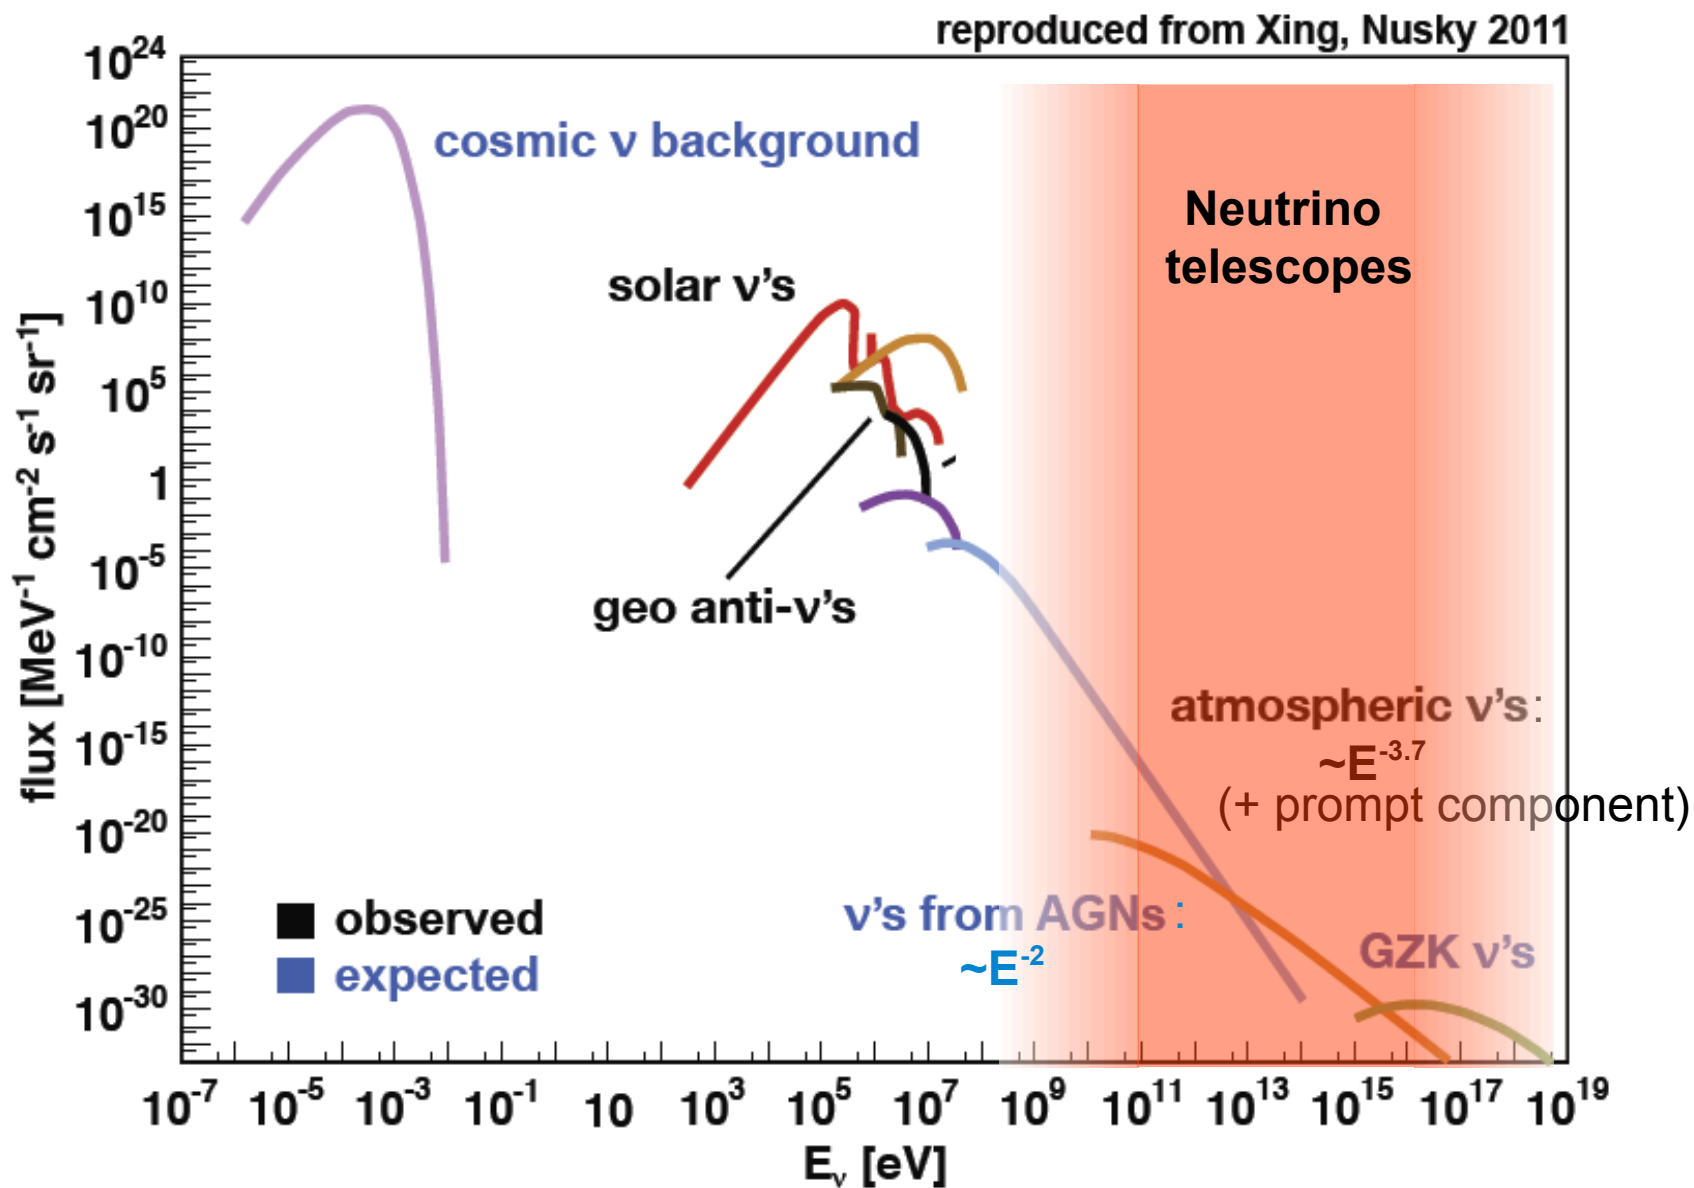 reproduced from Xing, Nusky 2011
cosmic ν background
Neutrino
telescopes
solar ν's
geo anti-ν's
atmospheric ν's:
~E^-3.7
(+ prompt component)
ν's from AGNs:
~E^-2
GZK ν's
observed
expected
flux [MeV^-1 cm^-2 s^-1 sr^-1]
10^24
10^20
10^15
10^10
10^5
1
10^-5
10^-10
10^-15
10^-20
10^-25
10^-30
10^-7 10^-5 10^-3 10^-1 10 10^3 10^5 10^7 10^9 10^11 10^13 10^15 10^17 10^19
E_ν [eV]